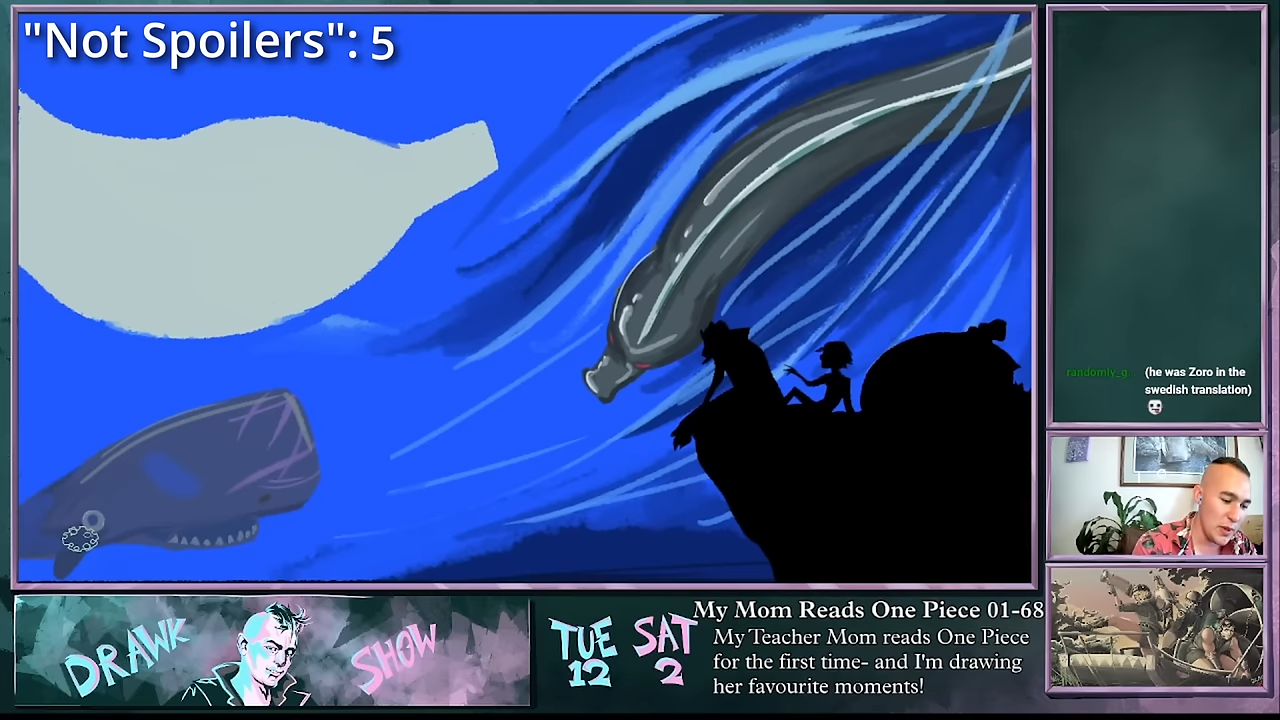 "Not Spoilers": 5
randomly_g... (he was Zoro in the
swedish translation)
DRAWK
SHOW
TUE SAT
12 2
My Mom Reads One Piece 01-68
My Teacher Mom reads One Piece
for the first time- and I'm drawing
her favourite moments!